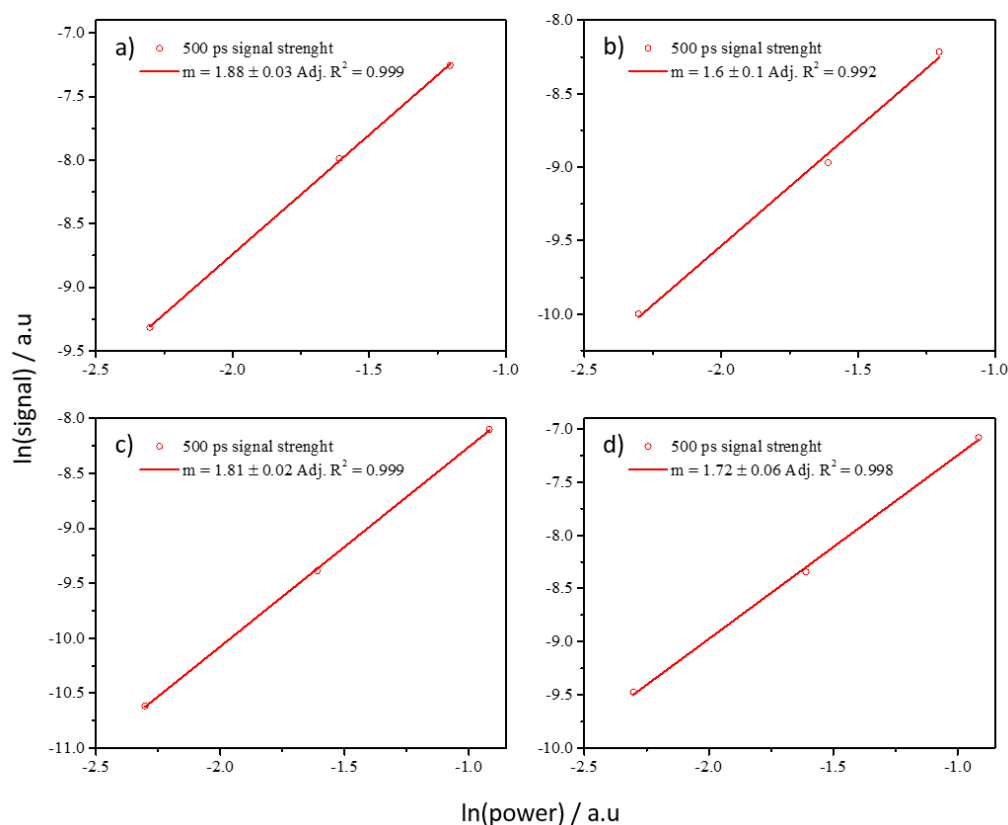 a)
500 ps signal strenght
m = 1.88 ± 0.03 Adj. R² = 0.999
-7.0
-7.5
-8.0
-8.5
-9.0
-9.5
-2.5 -2.0 -1.5 -1.0
b)
500 ps signal strenght
m = 1.6 ± 0.1 Adj. R² = 0.992
-8.0
-8.5
-9.0
-9.5
-10.0
-2.5 -2.0 -1.5 -1.0
ln(signal) / a.u
c)
500 ps signal strenght
m = 1.81 ± 0.02 Adj. R² = 0.999
-8.0
-8.5
-9.0
-9.5
-10.0
-10.5
-11.0
-2.5 -2.0 -1.5 -1.0
d)
500 ps signal strenght
m = 1.72 ± 0.06 Adj. R² = 0.998
-7.0
-7.5
-8.0
-8.5
-9.0
-9.5
-10.0
-2.5 -2.0 -1.5 -1.0
ln(power) / a.u